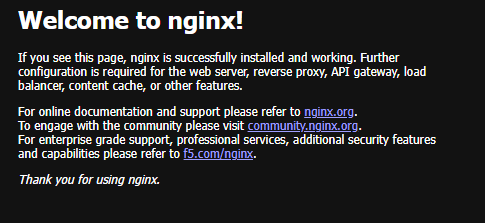 Welcome to nginx!
If you see this page, nginx is successfully installed and working. Further
configuration is required for the web server, reverse proxy, API gateway, load
balancer, content cache, or other features.
For online documentation and support please refer to nginx.org.
To engage with the community please visit community.nginx.org.
For enterprise grade support, professional services, additional security features
and capabilities please refer to f5.com/nginx.
Thank you for using nginx.